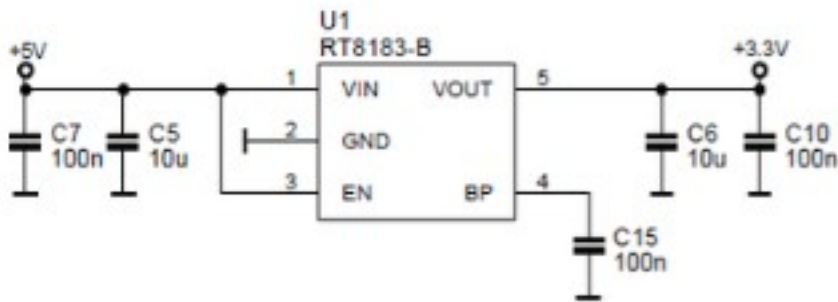 U1
RT8183-B
+5V
+3.3V
1
VIN
VOUT
5
C7
100n
C5
10u
2
GND
C6
10u
C10
100n
3
EN
BP
4
C15
100n